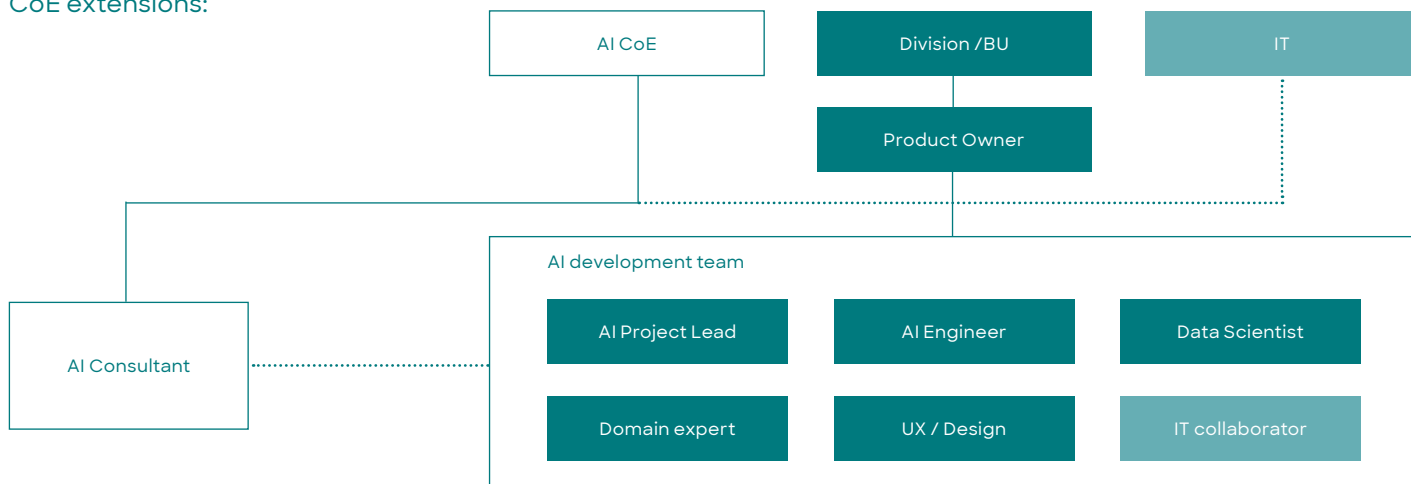 CoE extensions:
AI CoE
Division /BU
IT
Product Owner
AI development team
AI Project Lead
AI Engineer
Data Scientist
AI Consultant
Domain expert
UX / Design
IT collaborator